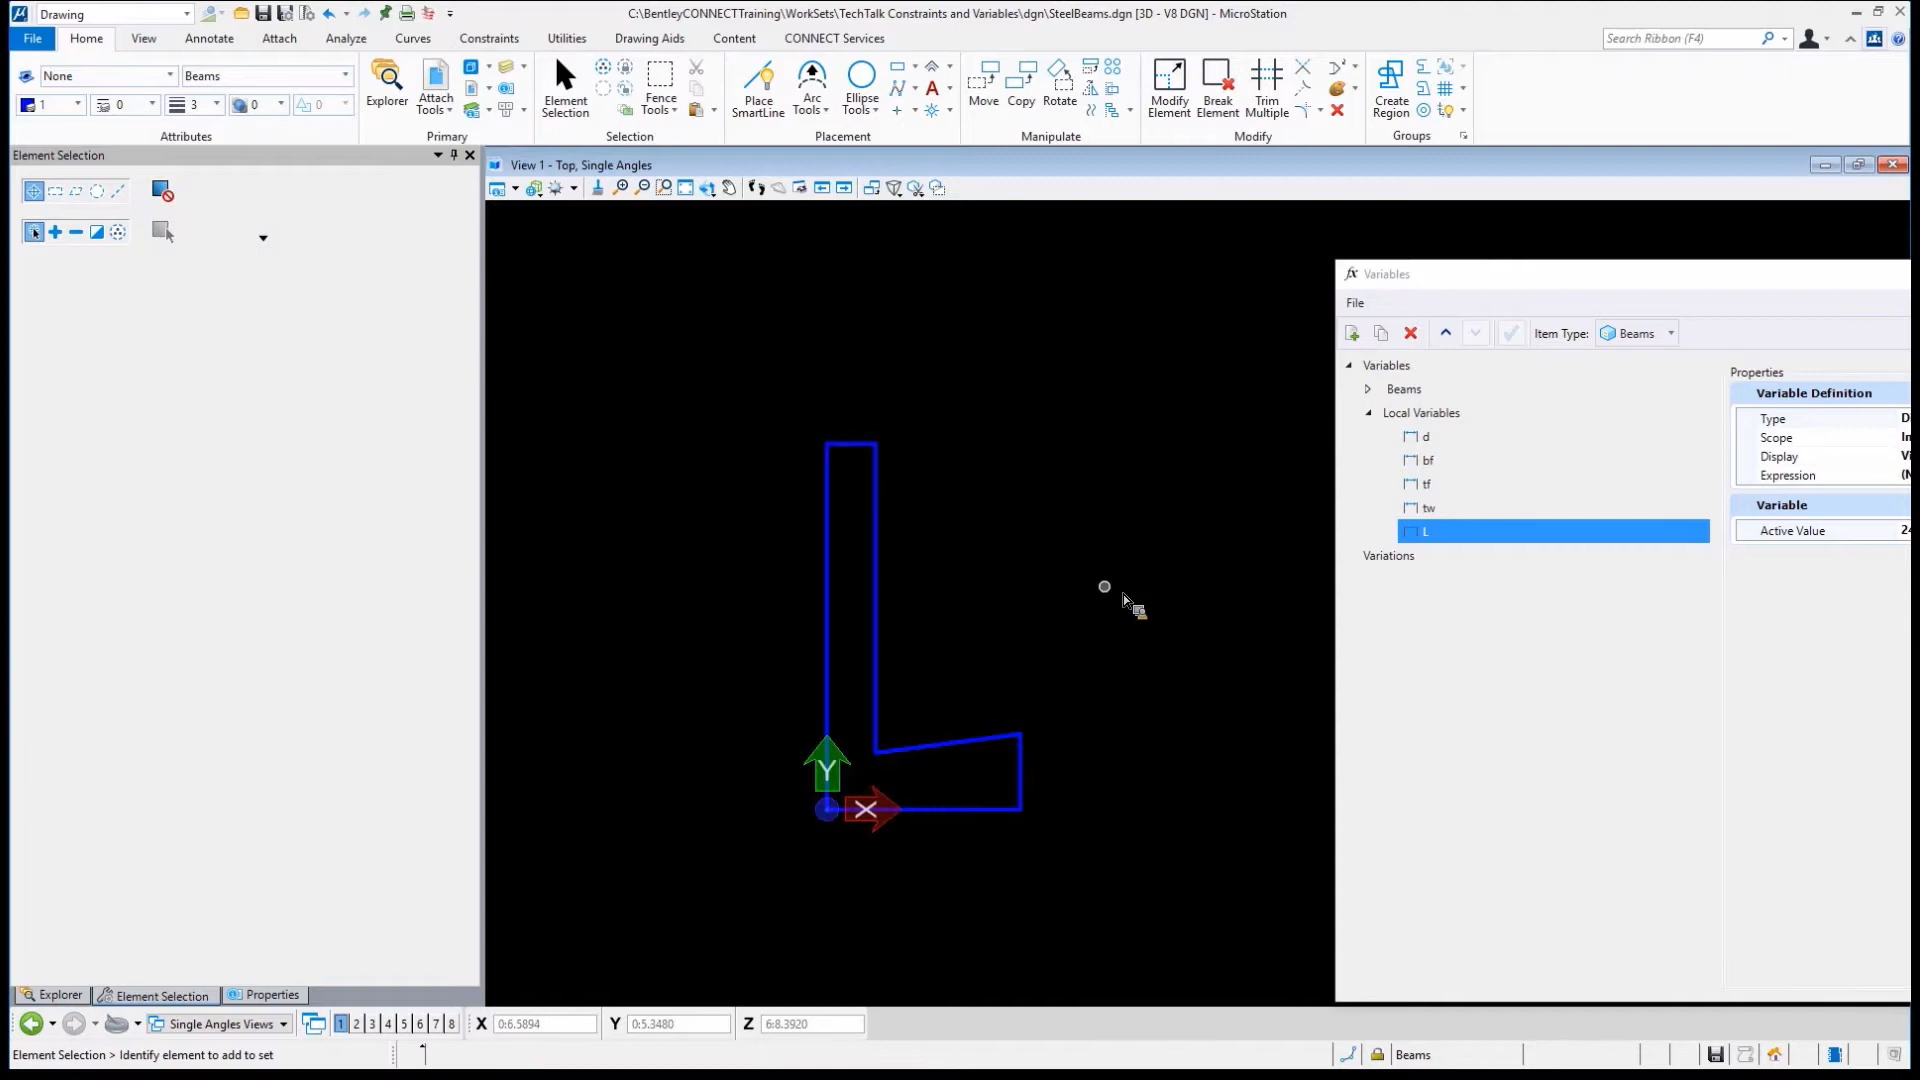 Drawing
C:\BentleyCONNECTTraining\WorkSets\TechTalk Constraints and Variables\dgn\SteelBeams.dgn [3D - V8 DGN] - MicroStation
File Home View Annotate Attach Analyze Curves Constraints Utilities Drawing Aids Content CONNECT Services
Search Ribbon (F4)
None Beams
1 0 3 0 0
Explorer
Attach Tools
Element Selection
Fence Tools
Place SmartLine
Arc Tools
Ellipse Tools
Move Copy Rotate
Modify Element
Break Element
Trim Multiple
Create Region
Attributes Primary Selection Placement Manipulate Modify Groups
Element Selection
View 1 - Top, Single Angles
fx Variables
File
Item Type: Beams
Variables
Beams
Local Variables
d
bf
tf
tw
L
Variations
Properties
Variable Definition
Type
Scope
Display
Expression
Variable
Active Value
Y
X
Explorer Element Selection Properties
Single Angles Views 1 2 3 4 5 6 7 8 X 0:6.5894 Y 0:5.3480 Z 6:8.3920
Element Selection > Identify element to add to set
Beams